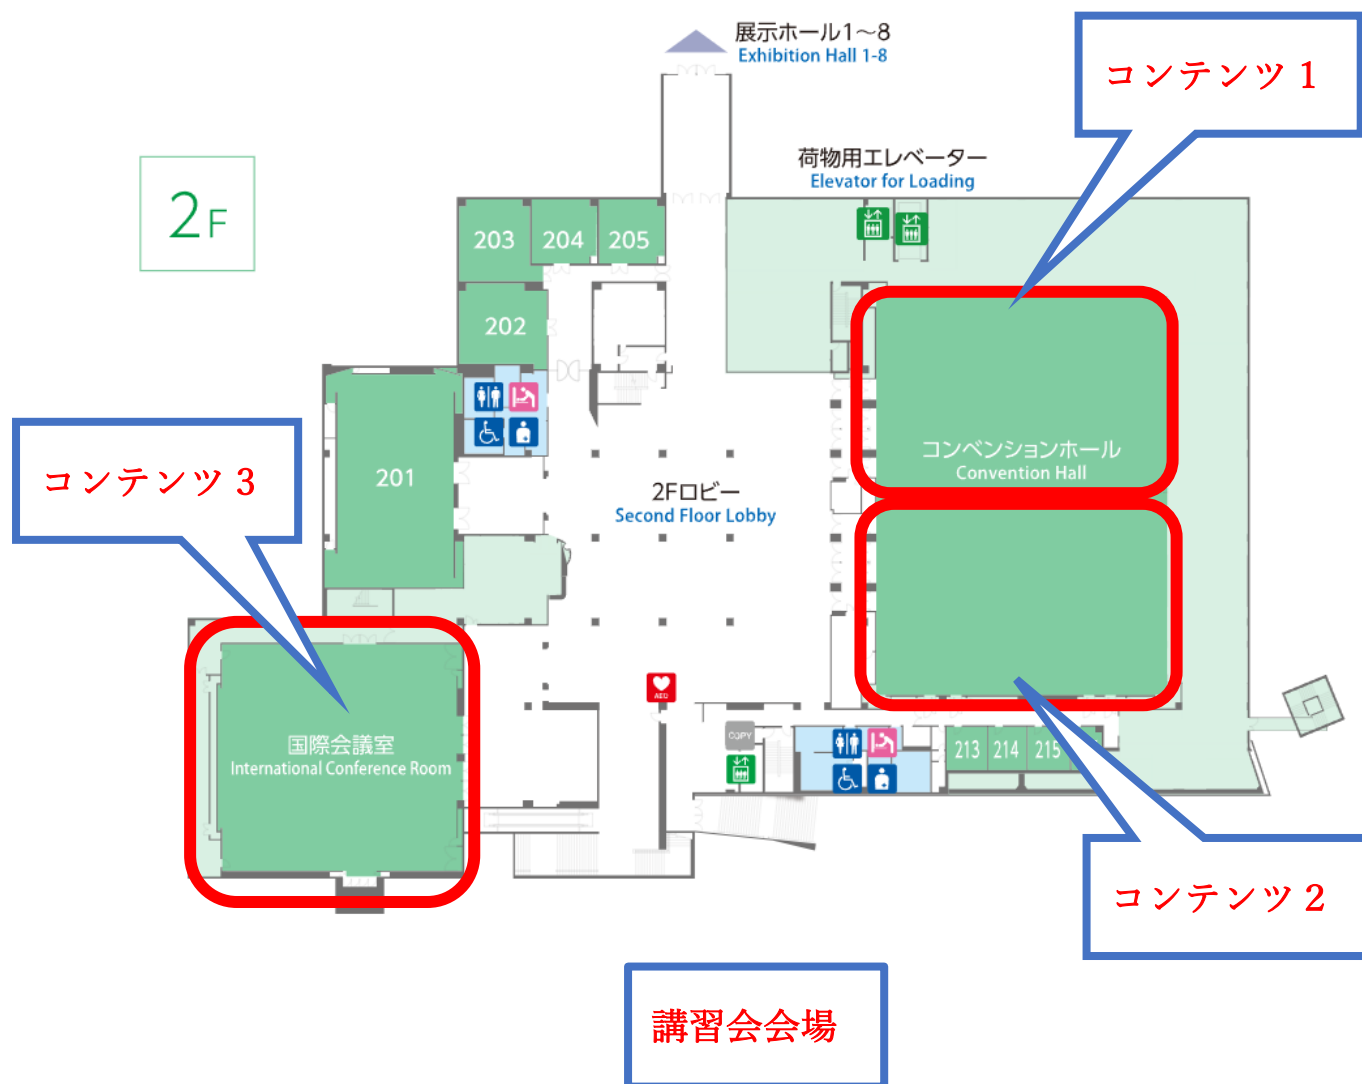 展示ホール1～8
Exhibition Hall 1-8
コンテンツ 1
荷物用エレベーター
Elevator for Loading
2F
203
204
205
202
コンテンツ 3
201
コンベンションホール
Convention Hall
2Fロビー
Second Floor Lobby
AED
国際会議室
International Conference Room
COPY
213
214
215
コンテンツ 2
講習会会場